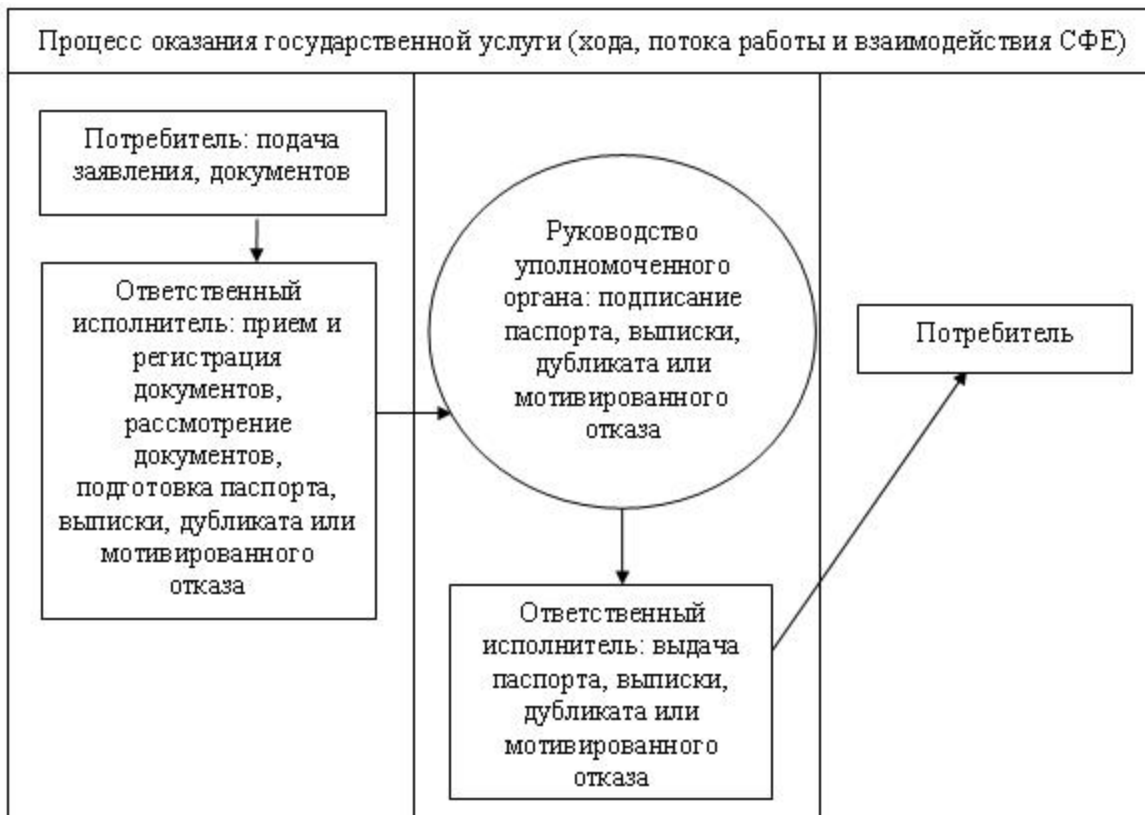 Процесс оказания государственной услуги (хода, потока работы и взаимодействия СФЕ)
Потребитель: подача
заявления, документов
Ответственный
исполнитель: прием и
регистрация
документов,
рассмотрение
документов,
подготовка паспорта,
выписки, дубликата или
мотивированного
отказа
Руководство
уполномоченного
органа: подписание
паспорта, выписки,
дубликата или
мотивированного
отказа
Ответственный
исполнитель: выдача
паспорта, выписки,
дубликата или
мотивированного
отказа
Потребитель